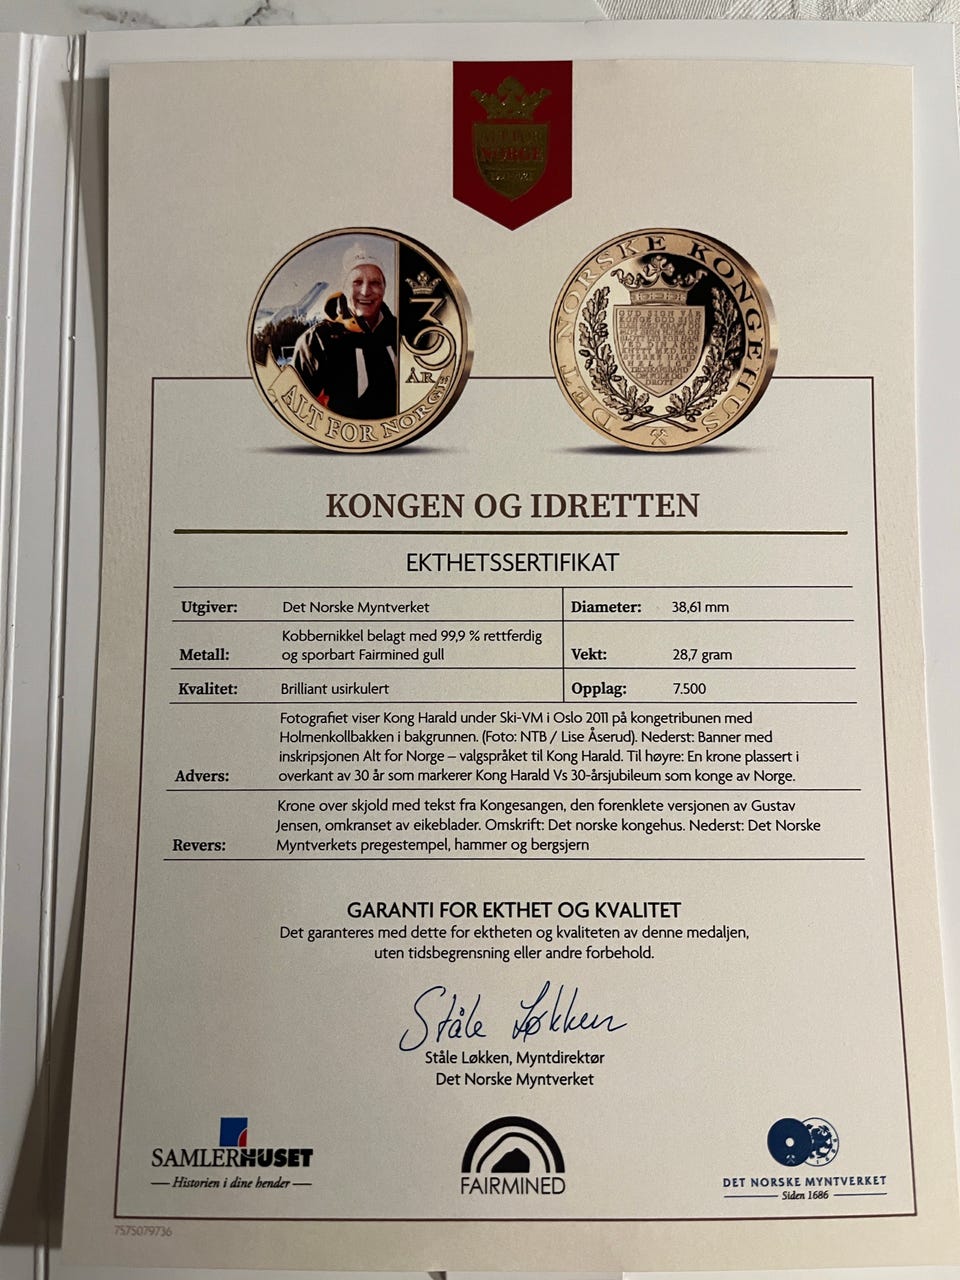 ALT FOR
NORGE
30
ÅR
ALT FOR NORGE
DET NORSKE KONGEHUS
GUD SIGN VÅR
KONGE GOD
KONGEN OG IDRETTEN
EKTHETSSERTIFIKAT
Utgiver: Det Norske Myntverket Diameter: 38,61 mm
Kobbernikkel belagt med 99,9 % rettferdig
Metall: og sporbart Fairmined gull Vekt: 28,7 gram
Kvalitet: Brilliant usirkulert Opplag: 7.500
Fotografiet viser Kong Harald under Ski-VM i Oslo 2011 på kongetribunen med
Holmenkollbakken i bakgrunnen. (Foto: NTB / Lise Åserud). Nederst: Banner med
inskripsjonen Alt for Norge – valgspråket til Kong Harald. Til høyre: En krone plassert i
Advers: overkant av 30 år som markerer Kong Harald Vs 30-årsjubileum som konge av Norge.
Krone over skjold med tekst fra Kongesangen, den forenklete versjonen av Gustav
Jensen, omkranset av eikeblader. Omskrift: Det norske kongehus. Nederst: Det Norske
Revers: Myntverkets pregestempel, hammer og bergsjern
GARANTI FOR EKTHET OG KVALITET
Det garanteres med dette for ektheten og kvaliteten av denne medaljen,
uten tidsbegrensning eller andre forbehold.
Ståle Løkken
Ståle Løkken, Myntdirektør
Det Norske Myntverket
SAMLERHUSET
Historien i dine hender
FAIRMINED
DET NORSKE MYNTVERKET
Siden 1686
7575079736